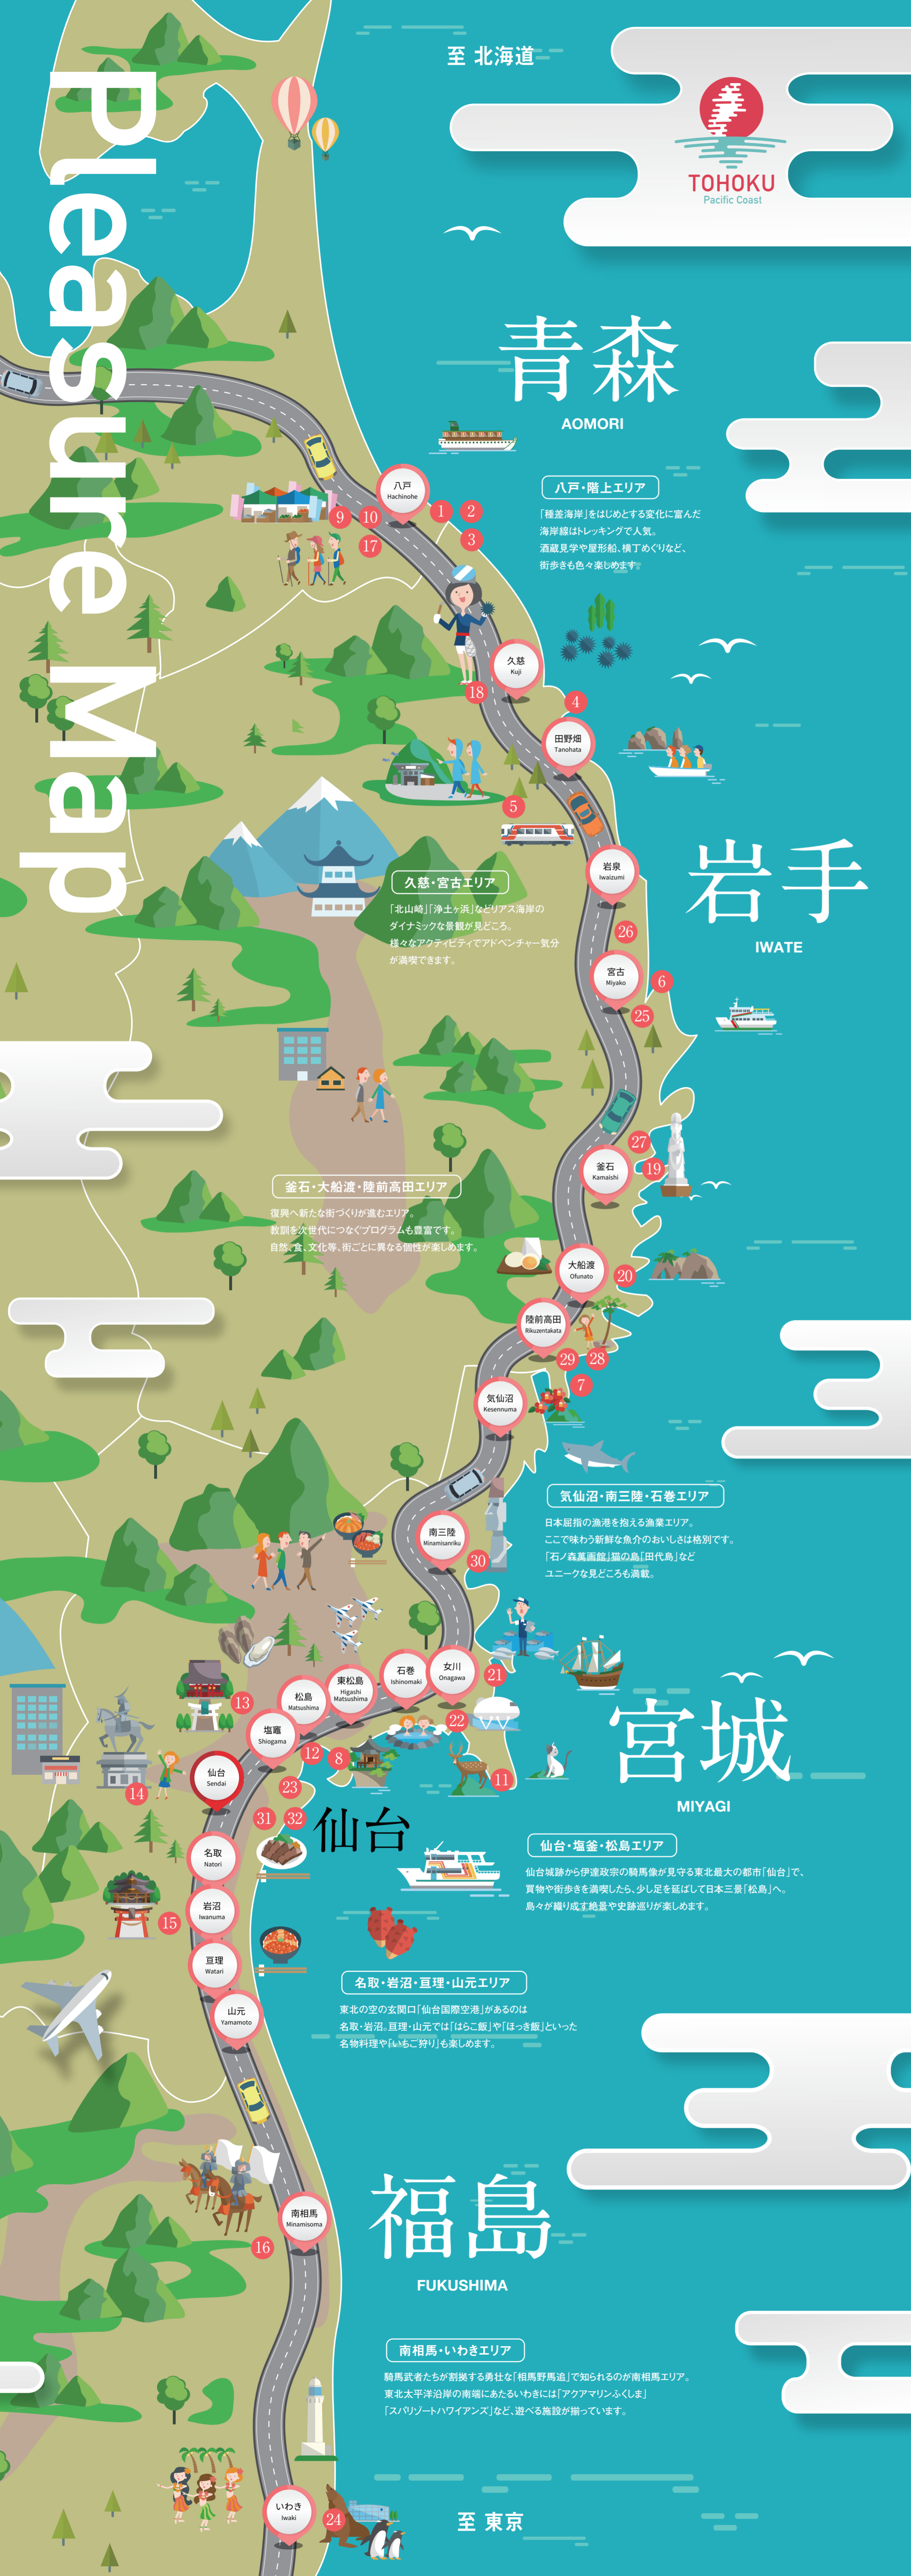 Pleasure Map
至 北海道
TOHOKU
Pacific Coast
青森
AOMORI
八戸・階上エリア
「種差海岸」をはじめとする変化に富んだ
海岸線はトレッキングで人気。
酒蔵見学や屋形船、横丁めぐりなど、
街歩きも色々楽しめます。
八戸
Hachinohe
1
2
3
9
10
17
久慈
Kuji
18
4
田野畑
Tanohata
5
岩泉
Iwaizumi
岩手
IWATE
久慈・宮古エリア
「北山崎」「浄土ヶ浜」などリアス海岸の
ダイナミックな景観が見どころ。
様々なアクティビティでアドベンチャー気分
が満喫できます。
26
宮古
Miyako
6
25
27
釜石
Kamaishi
19
釜石・大船渡・陸前高田エリア
復興へ新たな街づくりが進むエリア。
教訓を次世代につなぐプログラムも豊富です。
自然、食、文化等、街ごとに異なる個性が楽しめます。
大船渡
Ofunato
20
陸前高田
Rikuzentakata
29
28
7
気仙沼
Kesennuma
気仙沼・南三陸・石巻エリア
日本屈指の漁港を抱える漁業エリア。
ここで味わう新鮮な魚介のおいしさは格別です。
「石ノ森萬画館」「猫の島「田代島」など
ユニークな見どころも満載。
南三陸
Minamisanriku
30
女川
Onagawa
21
石巻
Ishinomaki
東松島
Higashi
Matsushima
松島
Matsushima
13
塩竈
Shiogama
22
12
8
11
仙台
Sendai
14
23
31
32
仙台
宮城
MIYAGI
仙台・塩釜・松島エリア
仙台城跡から伊達政宗の騎馬像が見守る東北最大の都市「仙台」で、
買物や街歩きを満喫したら、少し足を延ばして日本三景「松島」へ。
島々が織り成す絶景や史跡巡りが楽しめます。
名取
Natori
岩沼
Iwanuma
15
亘理
Watari
山元
Yamamoto
名取・岩沼・亘理・山元エリア
東北の空の玄関口「仙台国際空港」があるのは
名取・岩沼。亘理・山元では「はらこ飯」や「ほっき飯」といった
名物料理や「いちご狩り」も楽しめます。
南相馬
Minamisoma
16
福島
FUKUSHIMA
南相馬・いわきエリア
騎馬武者たちが割拠する勇壮な「相馬野馬追」で知られるのが南相馬エリア。
東北太平洋沿岸の南端にあたるいわきには「アクアマリンふくしま」
「スパリゾートハワイアンズ」など、遊べる施設が揃っています。
いわき
Iwaki
24
至 東京